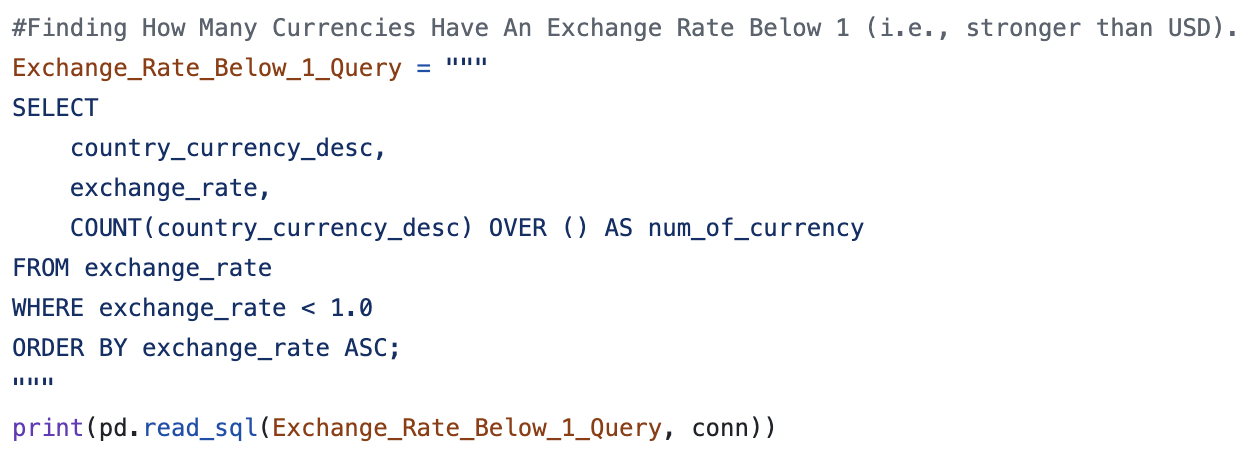 #Finding How Many Currencies Have An Exchange Rate Below 1 (i.e., stronger than USD).
Exchange_Rate_Below_1_Query = """
SELECT
    country_currency_desc,
    exchange_rate,
    COUNT(country_currency_desc) OVER () AS num_of_currency
FROM exchange_rate
WHERE exchange_rate < 1.0
ORDER BY exchange_rate ASC;
"""
print(pd.read_sql(Exchange_Rate_Below_1_Query, conn))